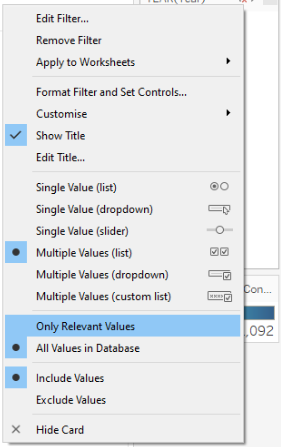 YEAR(Year)
Edit Filter...
Remove Filter
Apply to Worksheets
Format Filter and Set Controls...
Customise
Show Title
Edit Title...
Single Value (list)
Single Value (dropdown)
Single Value (slider)
Multiple Values (list)
Multiple Values (dropdown)
Multiple Values (custom list)
Con...
Only Relevant Values
,092
All Values in Database
Include Values
Exclude Values
Hide Card